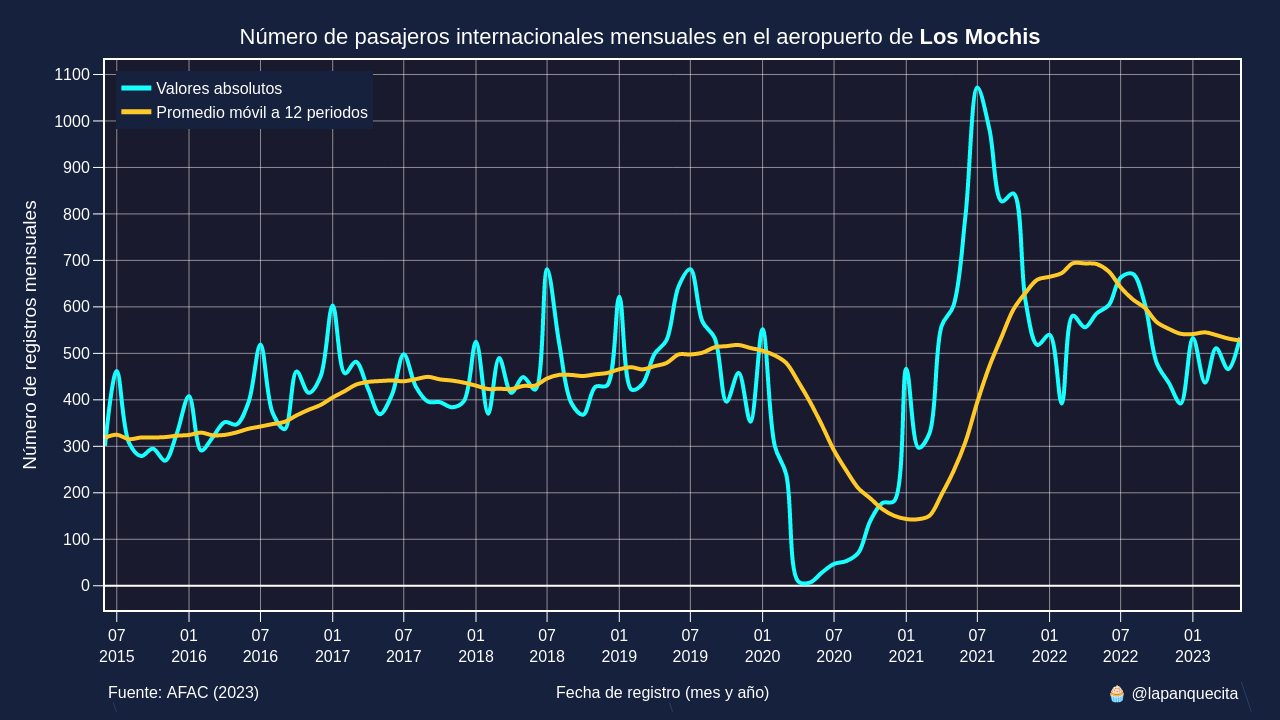 Número de pasajeros internacionales mensuales en el aeropuerto de Los Mochis
Valores absolutos
Promedio móvil a 12 periodos
Número de registros mensuales
1100
1000
900
800
700
600
500
400
300
200
100
0
07 01 07 01 07 01 07 01 07 01 07 01 07 01 07 01
2015 2016 2016 2017 2017 2018 2018 2019 2019 2020 2020 2021 2021 2022 2022 2023
Fuente: AFAC (2023)
Fecha de registro (mes y año)
🧁 @lapanquecita